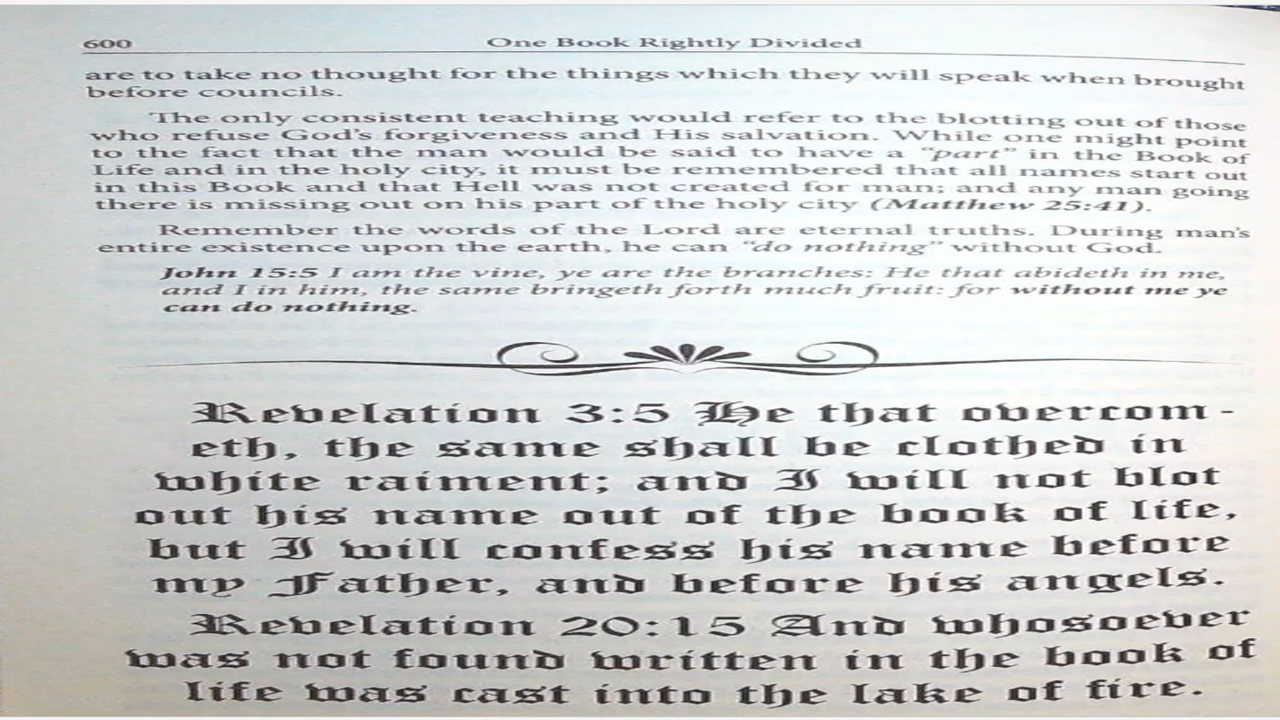 600 One Book Rightly Divided
are to take no thought for the things which they will speak when brought
before councils.
The only consistent teaching would refer to the blotting out of those
who refuse God's forgiveness and His salvation. While one might point
to the fact that the man would be said to have a “part” in the Book of
Life and in the holy city, it must be remembered that all names start out
in this Book and that Hell was not created for man; and any man going
there is missing out on his part of the holy city (Matthew 25:41).
Remember the words of the Lord are eternal truths. During man's
entire existence upon the earth, he can “do nothing” without God.
John 15:5 I am the vine, ye are the branches: He that abideth in me,
and I in him, the same bringeth forth much fruit: for without me ye
can do nothing.
Revelation 3:5 He that overcom-
eth, the same shall be clothed in
white raiment; and I will not blot
out his name out of the book of life,
but I will confess his name before
my Father, and before his angels.
Revelation 20:15 And whosoever
was not found written in the book of
life was cast into the lake of fire.